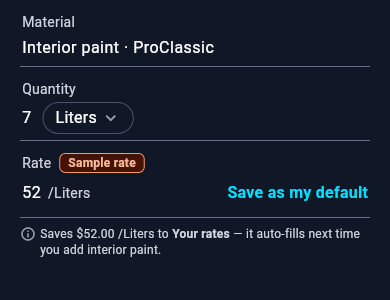 Material
Interior paint · ProClassic
Quantity
7 Liters
Rate Sample rate
52 /Liters Save as my default
Saves $52.00 /Liters to Your rates — it auto-fills next time
you add interior paint.